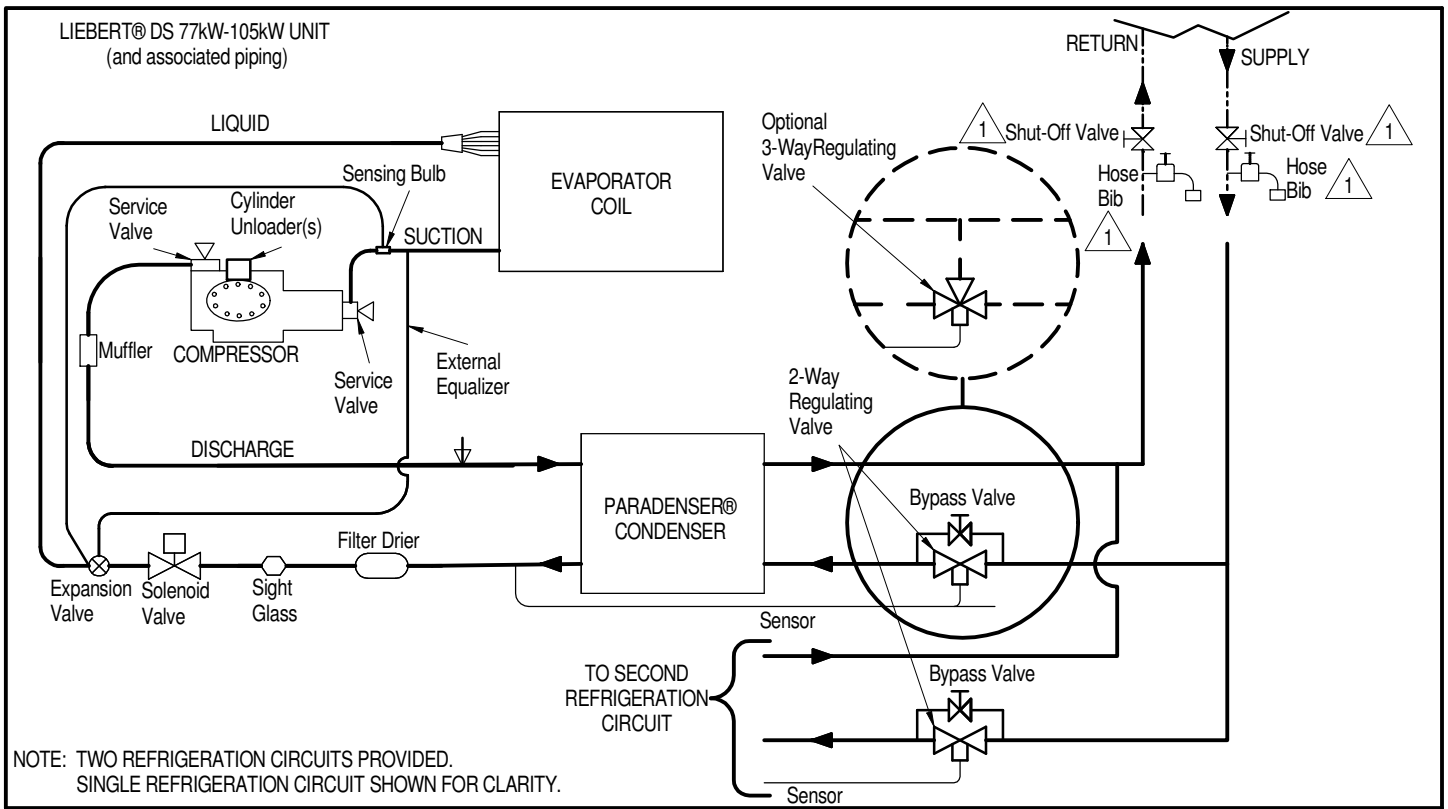 LIEBERT® DS 77kW-105kW UNIT
(and associated piping)
RETURN
SUPPLY
LIQUID
Optional
3-WayRegulating
Valve
1
Shut-Off Valve
Shut-Off Valve
1
Hose
Bib
1
Hose
Bib
1
Sensing Bulb
EVAPORATOR
COIL
Service
Valve
Cylinder
Unloader(s)
SUCTION
Muffler
COMPRESSOR
Service
Valve
External
Equalizer
2-Way
Regulating
Valve
DISCHARGE
PARADENSER®
CONDENSER
Bypass Valve
Filter Drier
Expansion
Valve
Solenoid
Valve
Sight
Glass
Sensor
TO SECOND
REFRIGERATION
CIRCUIT
Bypass Valve
Sensor
NOTE: TWO REFRIGERATION CIRCUITS PROVIDED.
SINGLE REFRIGERATION CIRCUIT SHOWN FOR CLARITY.